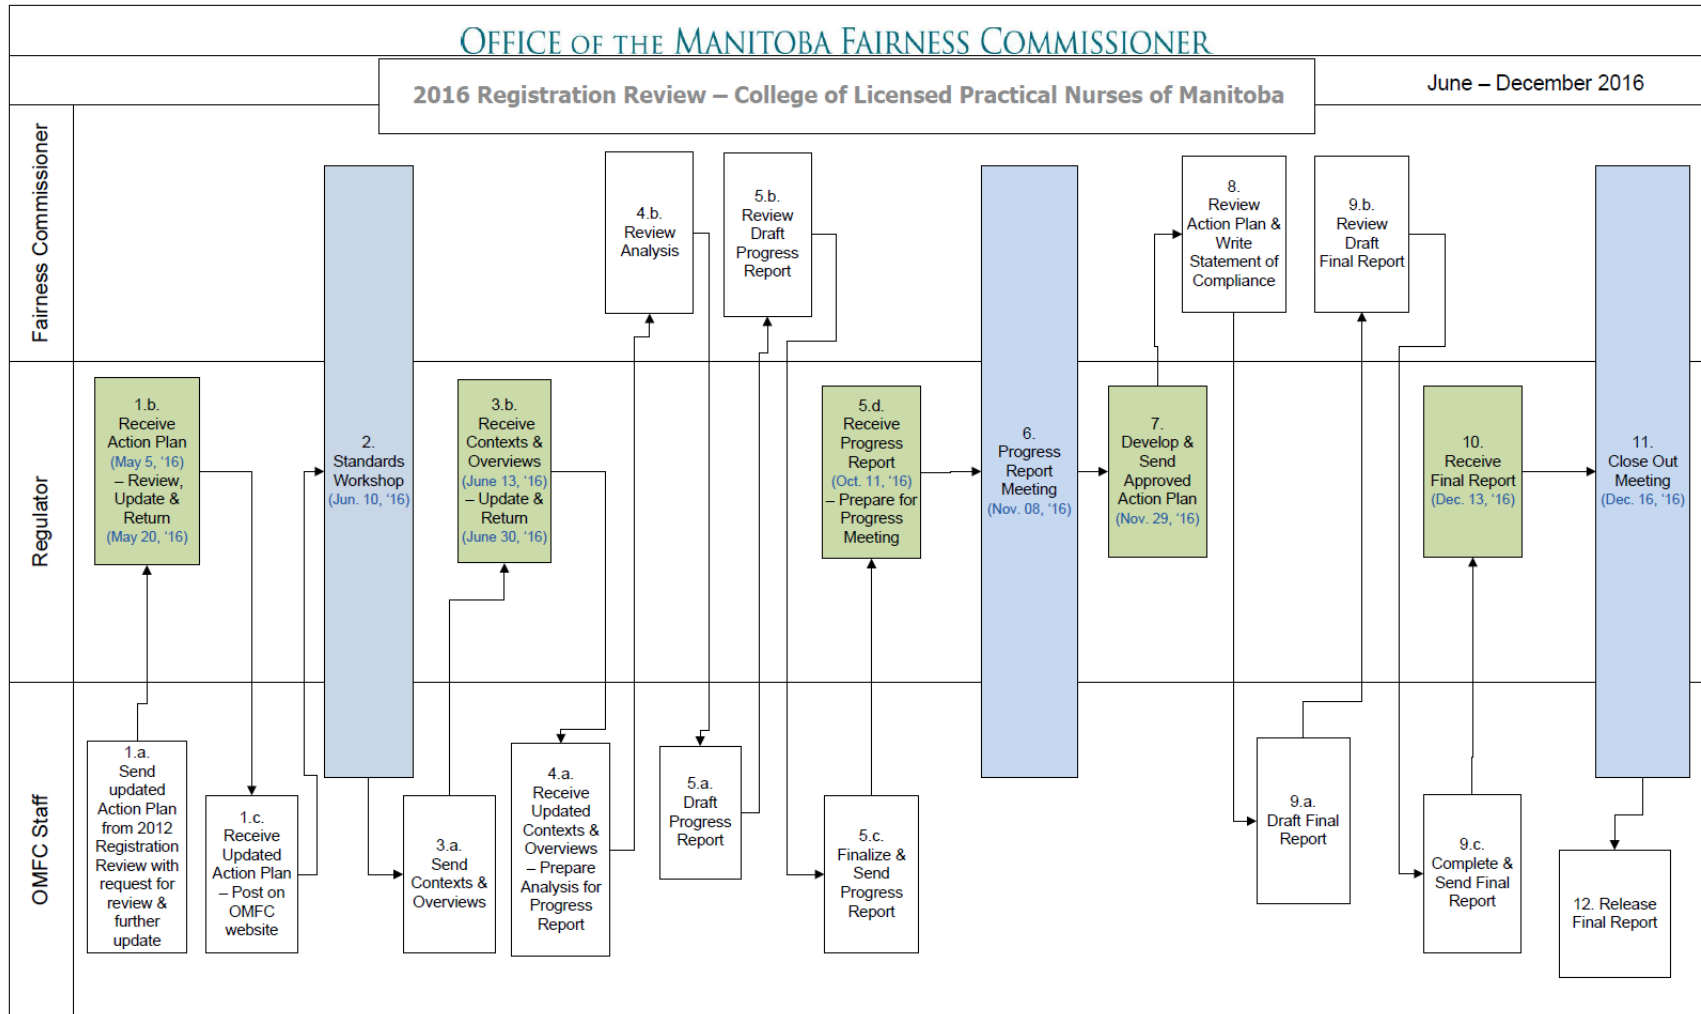 OFFICE OF THE MANITOBA FAIRNESS COMMISSIONER
2016 Registration Review – College of Licensed Practical Nurses of Manitoba
June – December 2016
Fairness Commissioner
4.b.
Review
Analysis
5.b.
Review
Draft
Progress
Report
8.
Review
Action Plan &
Write
Statement of
Compliance
9.b.
Review
Draft
Final Report
Regulator
1.b.
Receive
Action Plan
(May 5, ‘16)
– Review,
Update &
Return
(May 20, ‘16)
2.
Standards
Workshop
(Jun. 10, ‘16)
3.b.
Receive
Contexts &
Overviews
(June 13, ‘16)
– Update &
Return
(June 30, ‘16)
5.d.
Receive
Progress
Report
(Oct. 11, ‘16)
– Prepare for
Progress
Meeting
6.
Progress
Report
Meeting
(Nov. 08, ‘16)
7.
Develop &
Send
Approved
Action Plan
(Nov. 29, ‘16)
10.
Receive
Final Report
(Dec. 13, ‘16)
11.
Close Out
Meeting
(Dec. 16, ‘16)
OMFC Staff
1.a.
Send
updated
Action Plan
from 2012
Registration
Review with
request for
review &
further
update
1.c.
Receive
Updated
Action Plan
– Post on
OMFC
website
3.a.
Send
Contexts &
Overviews
4.a.
Receive
Updated
Contexts &
Overviews
– Prepare
Analysis for
Progress
Report
5.a.
Draft
Progress
Report
5.c.
Finalize &
Send
Progress
Report
9.a.
Draft Final
Report
9.c.
Complete &
Send Final
Report
12. Release
Final Report